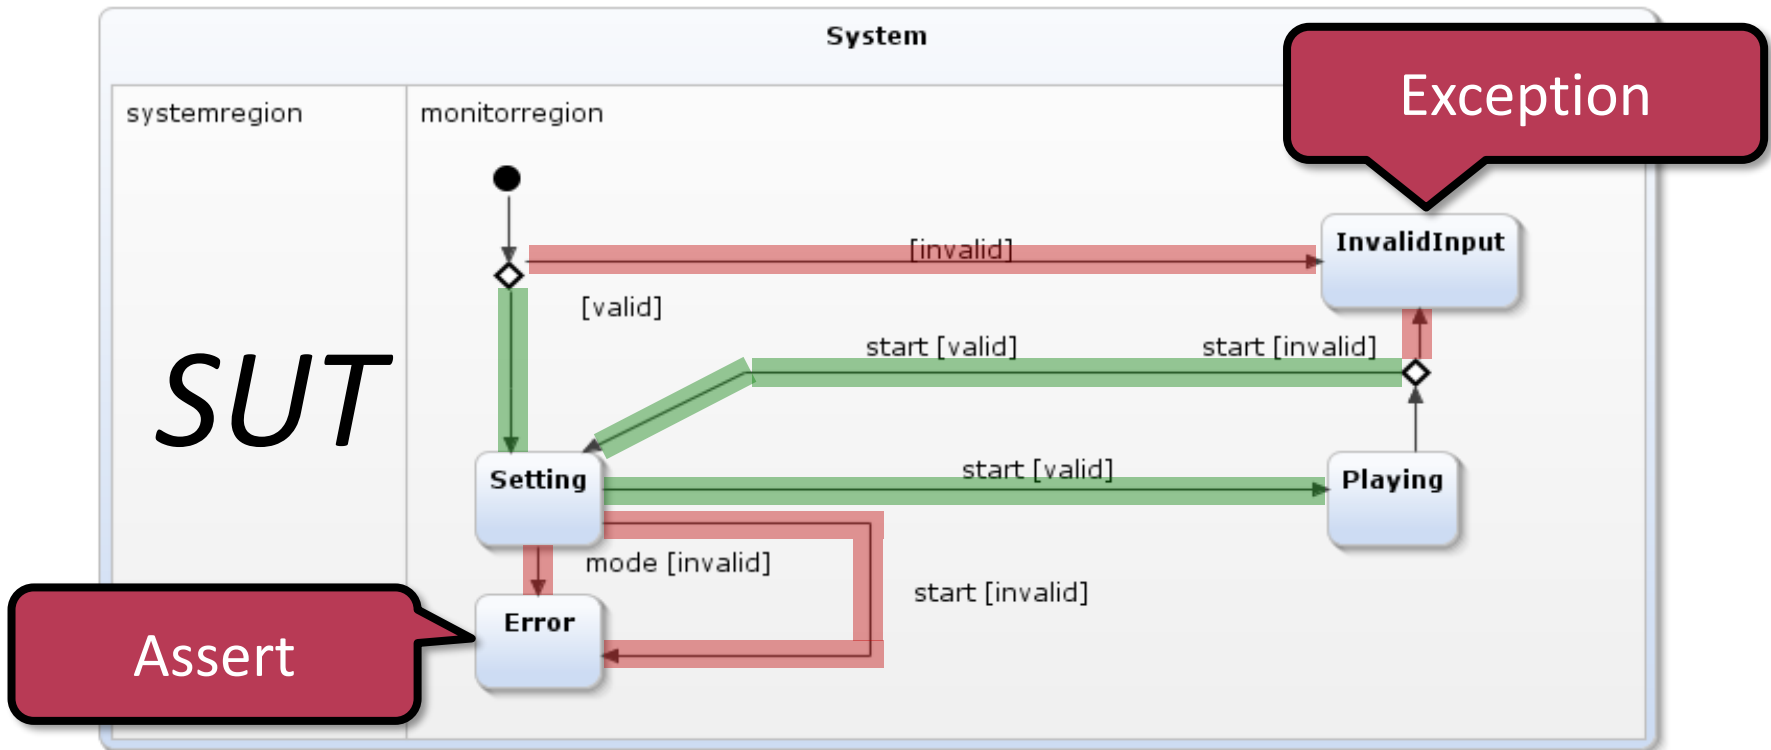 System
Exception
systemregion
monitorregion
[invalid]
InvalidInput
[valid]
start [valid]
start [invalid]
SUT
Setting
start [valid]
Playing
mode [invalid]
start [invalid]
Error
Assert